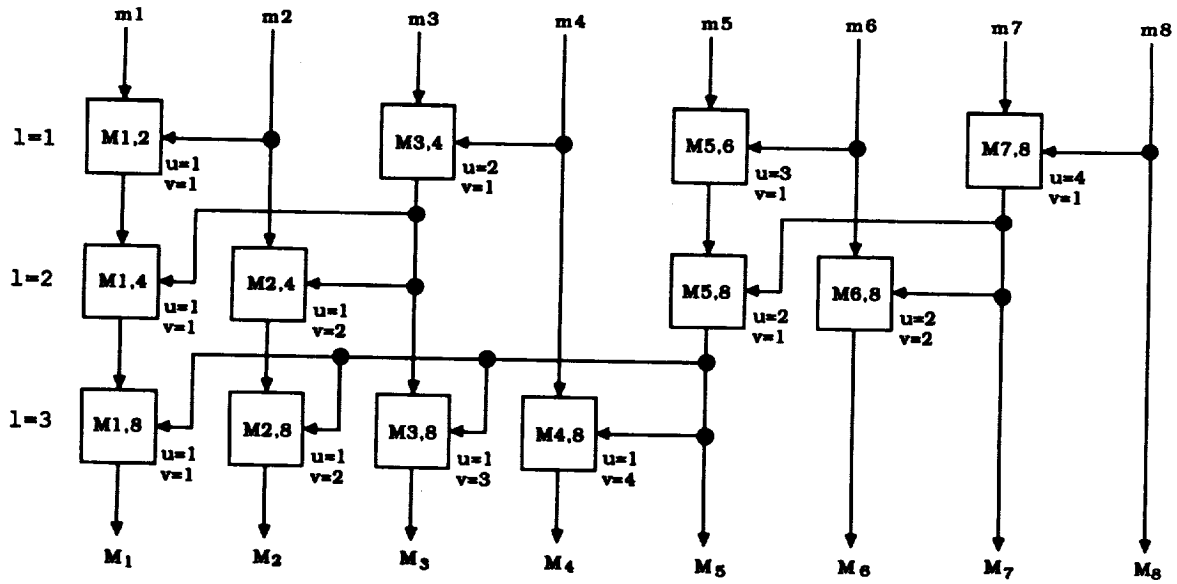 m1 m2 m3 m4 m5 m6 m7 m8
l=1 M1,2 M3,4 M5,6 M7,8
u=1 u=2 u=3 u=4
v=1 v=1 v=1 v=1
l=2 M1,4 M2,4 M5,8 M6,8
u=1 u=1 u=2 u=2
v=1 v=2 v=1 v=2
l=3 M1,8 M2,8 M3,8 M4,8
u=1 u=1 u=1 u=1
v=1 v=2 v=3 v=4
M1 M2 M3 M4 M5 M6 M7 M8